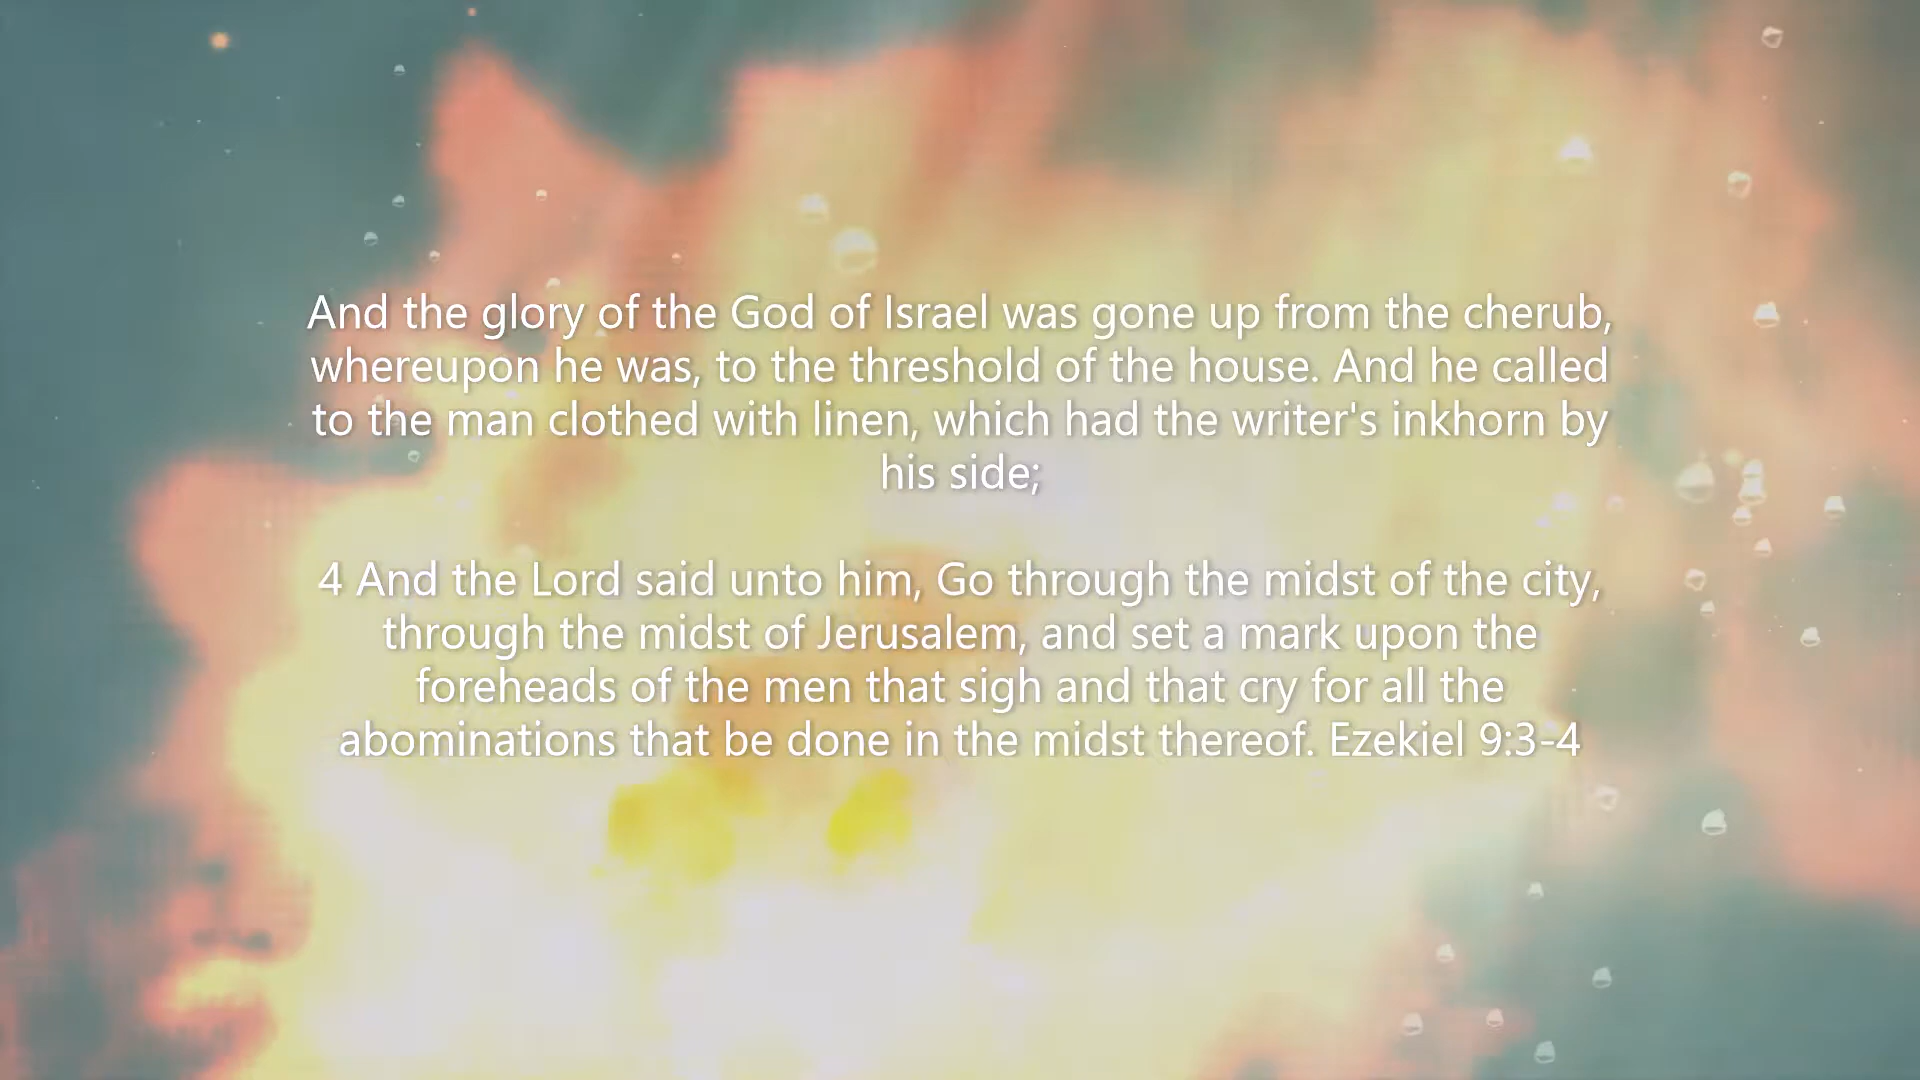 And the glory of the God of Israel was gone up from the cherub,
whereupon he was, to the threshold of the house. And he called
to the man clothed with linen, which had the writer's inkhorn by
his side;
4 And the Lord said unto him, Go through the midst of the city,
through the midst of Jerusalem, and set a mark upon the
foreheads of the men that sigh and that cry for all the
abominations that be done in the midst thereof. Ezekiel 9:3-4